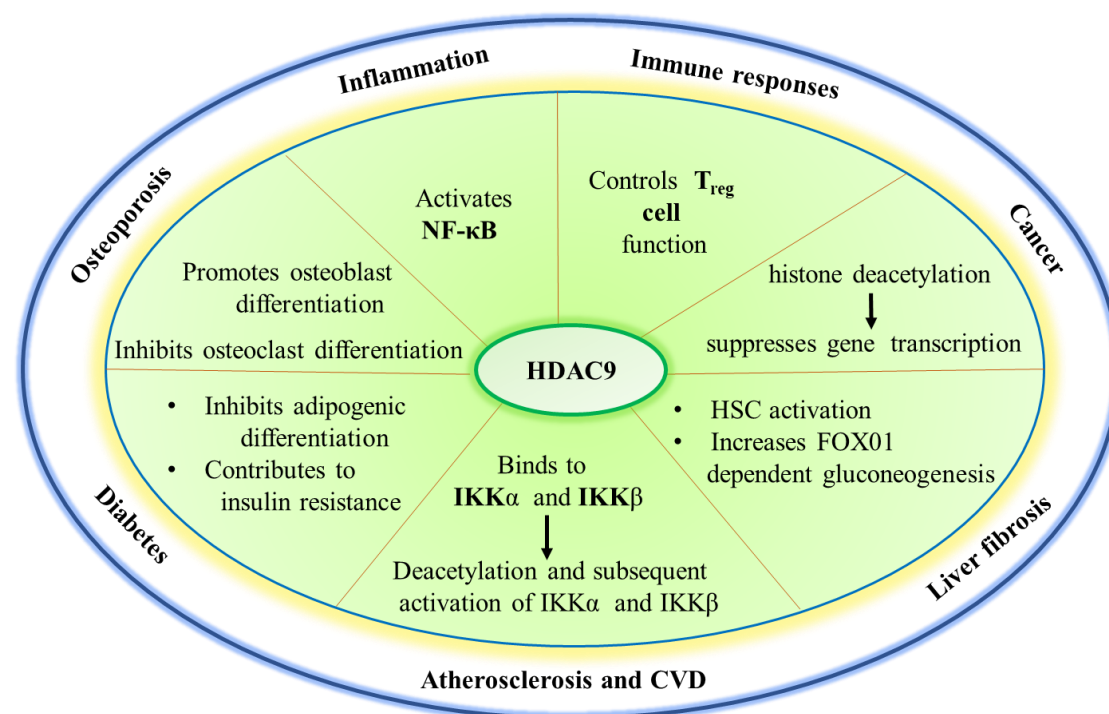 Inflammation
Immune responses
Osteoporosis
Cancer
Activates
NF-κB
Controls Treg
cell
function
Promotes osteoblast
differentiation
Inhibits osteoclast differentiation
histone deacetylation
suppresses gene transcription
HDAC9
• Inhibits adipogenic
differentiation
• Contributes to
insulin resistance
Binds to
IKKα and IKKβ
Deacetylation and subsequent
activation of IKKα and IKKβ
• HSC activation
• Increases FOX01
dependent gluconeogenesis
Diabetes
Liver fibrosis
Atherosclerosis and CVD